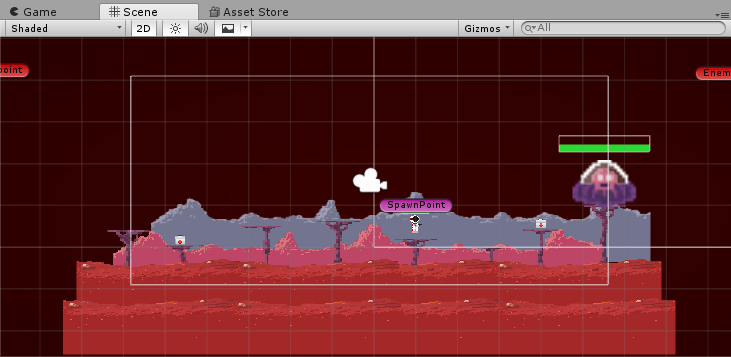 Game
Scene
Asset Store
Shaded
2D
Gizmos
All
point
Enem
SpawnPoint